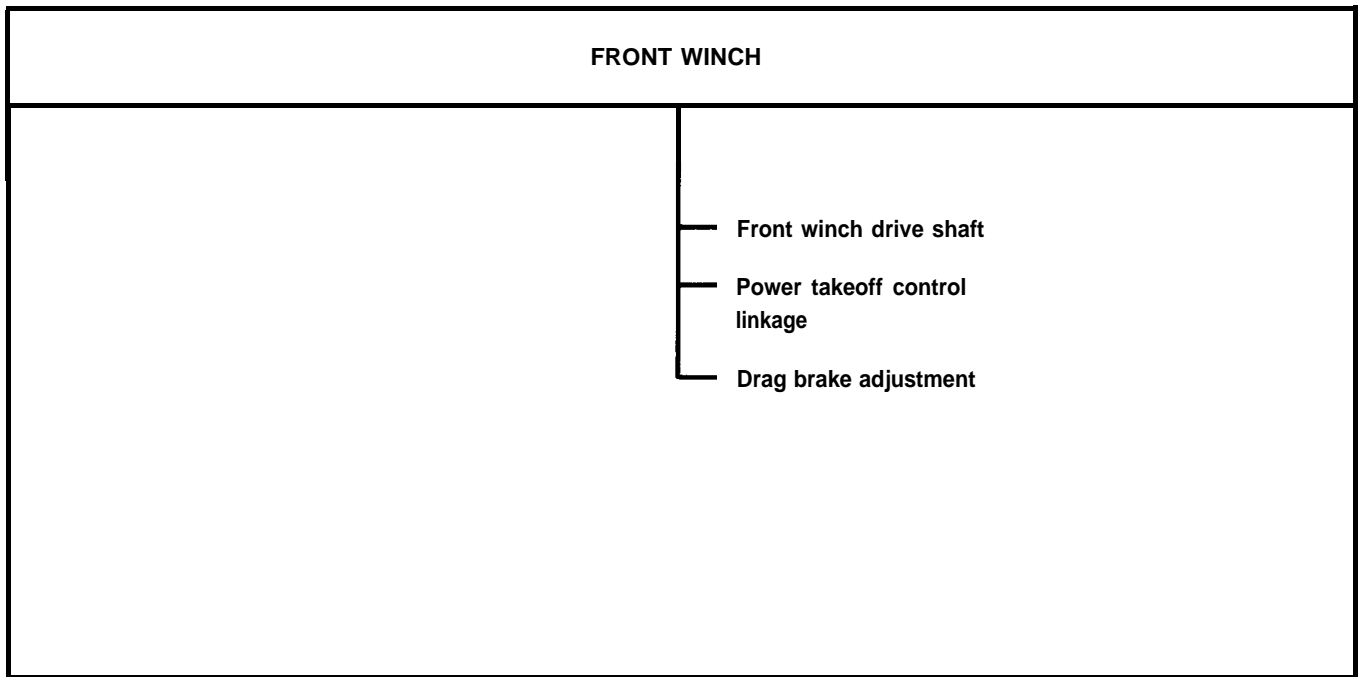 FRONT WINCH
Front winch drive shaft
Power takeoff control
linkage
Drag brake adjustment